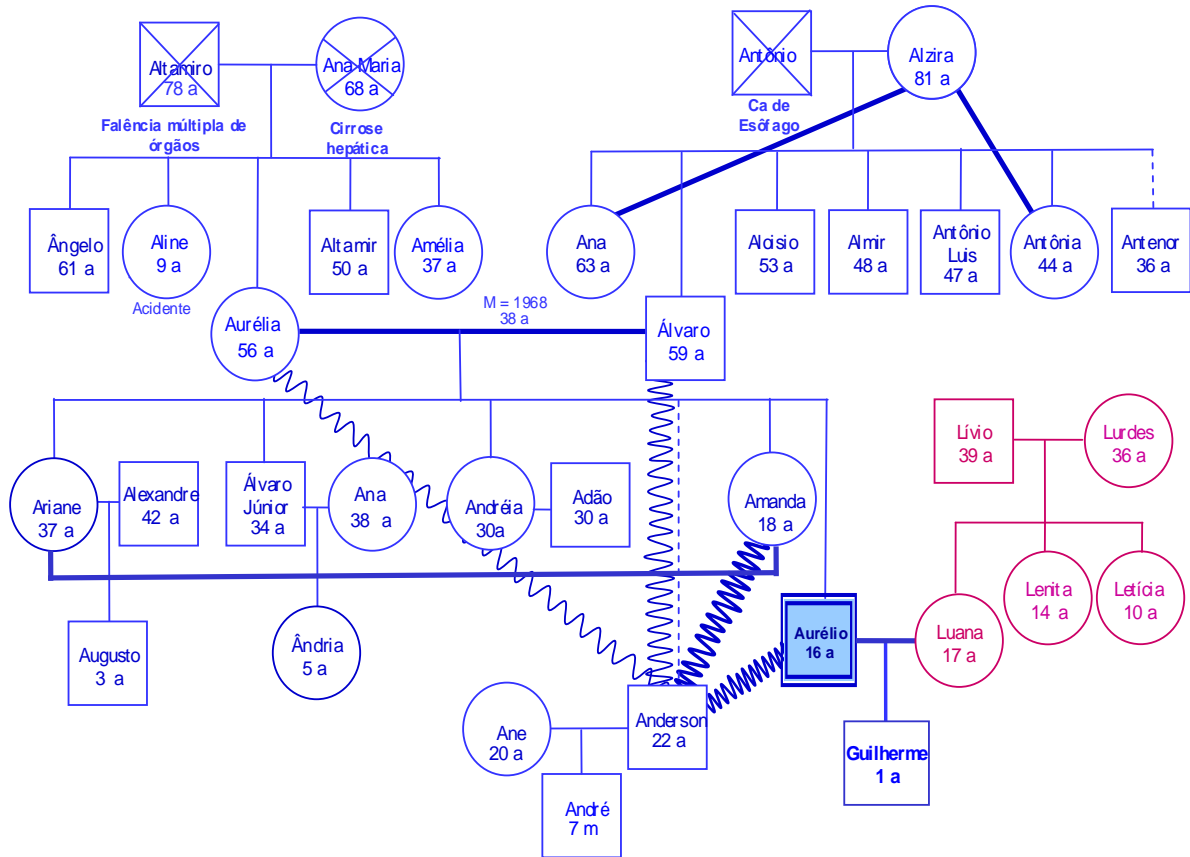 Altamiro
78 a
Ana Maria
68 a
Antônio
Alzira
81 a
Falência múltipla de
órgãos
Cirrose
hepática
Ca de
Esôfago
Ângelo
61 a
Aline
9 a
Acidente
Altamir
50 a
Amélia
37 a
Ana
63 a
Aloisio
53 a
Almir
48 a
Antônio
Luis
47 a
Antônia
44 a
Antenor
36 a
Aurélia
56 a
M = 1968
38 a
Álvaro
59 a
Ariane
37 a
Alexandre
42 a
Álvaro
Júnior
34 a
Ana
38 a
Andréia
30a
Adão
30 a
Amanda
18 a
Lívio
39 a
Lurdes
36 a
Augusto
3 a
Ândria
5 a
Aurélio
16 a
Luana
17 a
Lenita
14 a
Letícia
10 a
Ane
20 a
Anderson
22 a
Guilherme
1 a
André
7 m